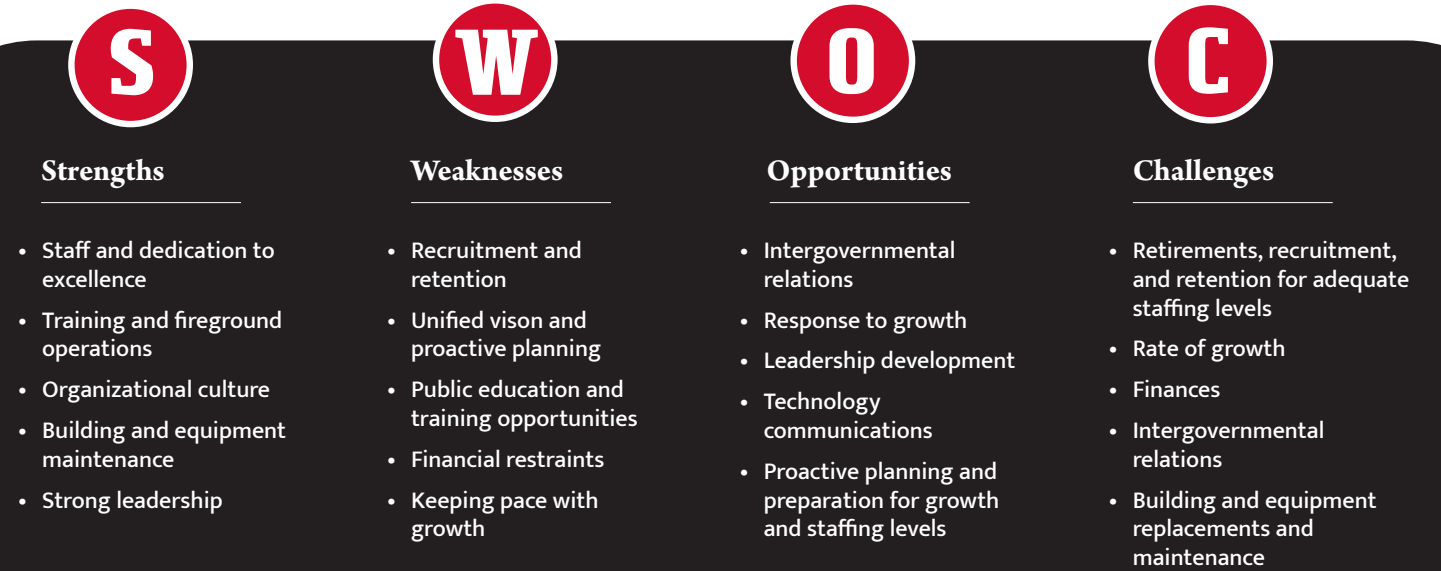 S
Strengths
• Staff and dedication to
excellence
• Training and fireground
operations
• Organizational culture
• Building and equipment
maintenance
• Strong leadership
W
Weaknesses
• Recruitment and
retention
• Unified vison and
proactive planning
• Public education and
training opportunities
• Financial restraints
• Keeping pace with
growth
O
Opportunities
• Intergovernmental
relations
• Response to growth
• Leadership development
• Technology
communications
• Proactive planning and
preparation for growth
and staffing levels
C
Challenges
• Retirements, recruitment,
and retention for adequate
staffing levels
• Rate of growth
• Finances
• Intergovernmental
relations
• Building and equipment
replacements and
maintenance